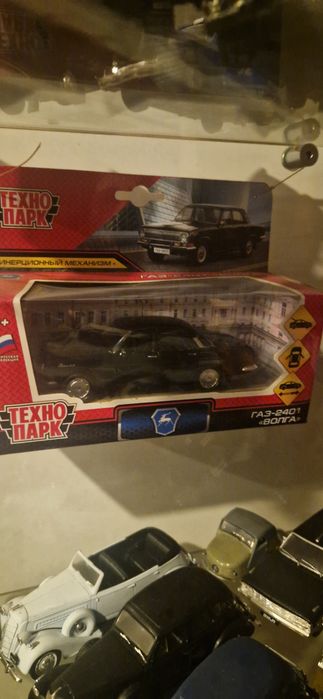 ТЕХНО
ПАРК
ИНЕРЦИОННЫЙ МЕХАНИЗМ
ТЕХНО
ПАРК
ГАЗ-2401
«ВОЛГА»